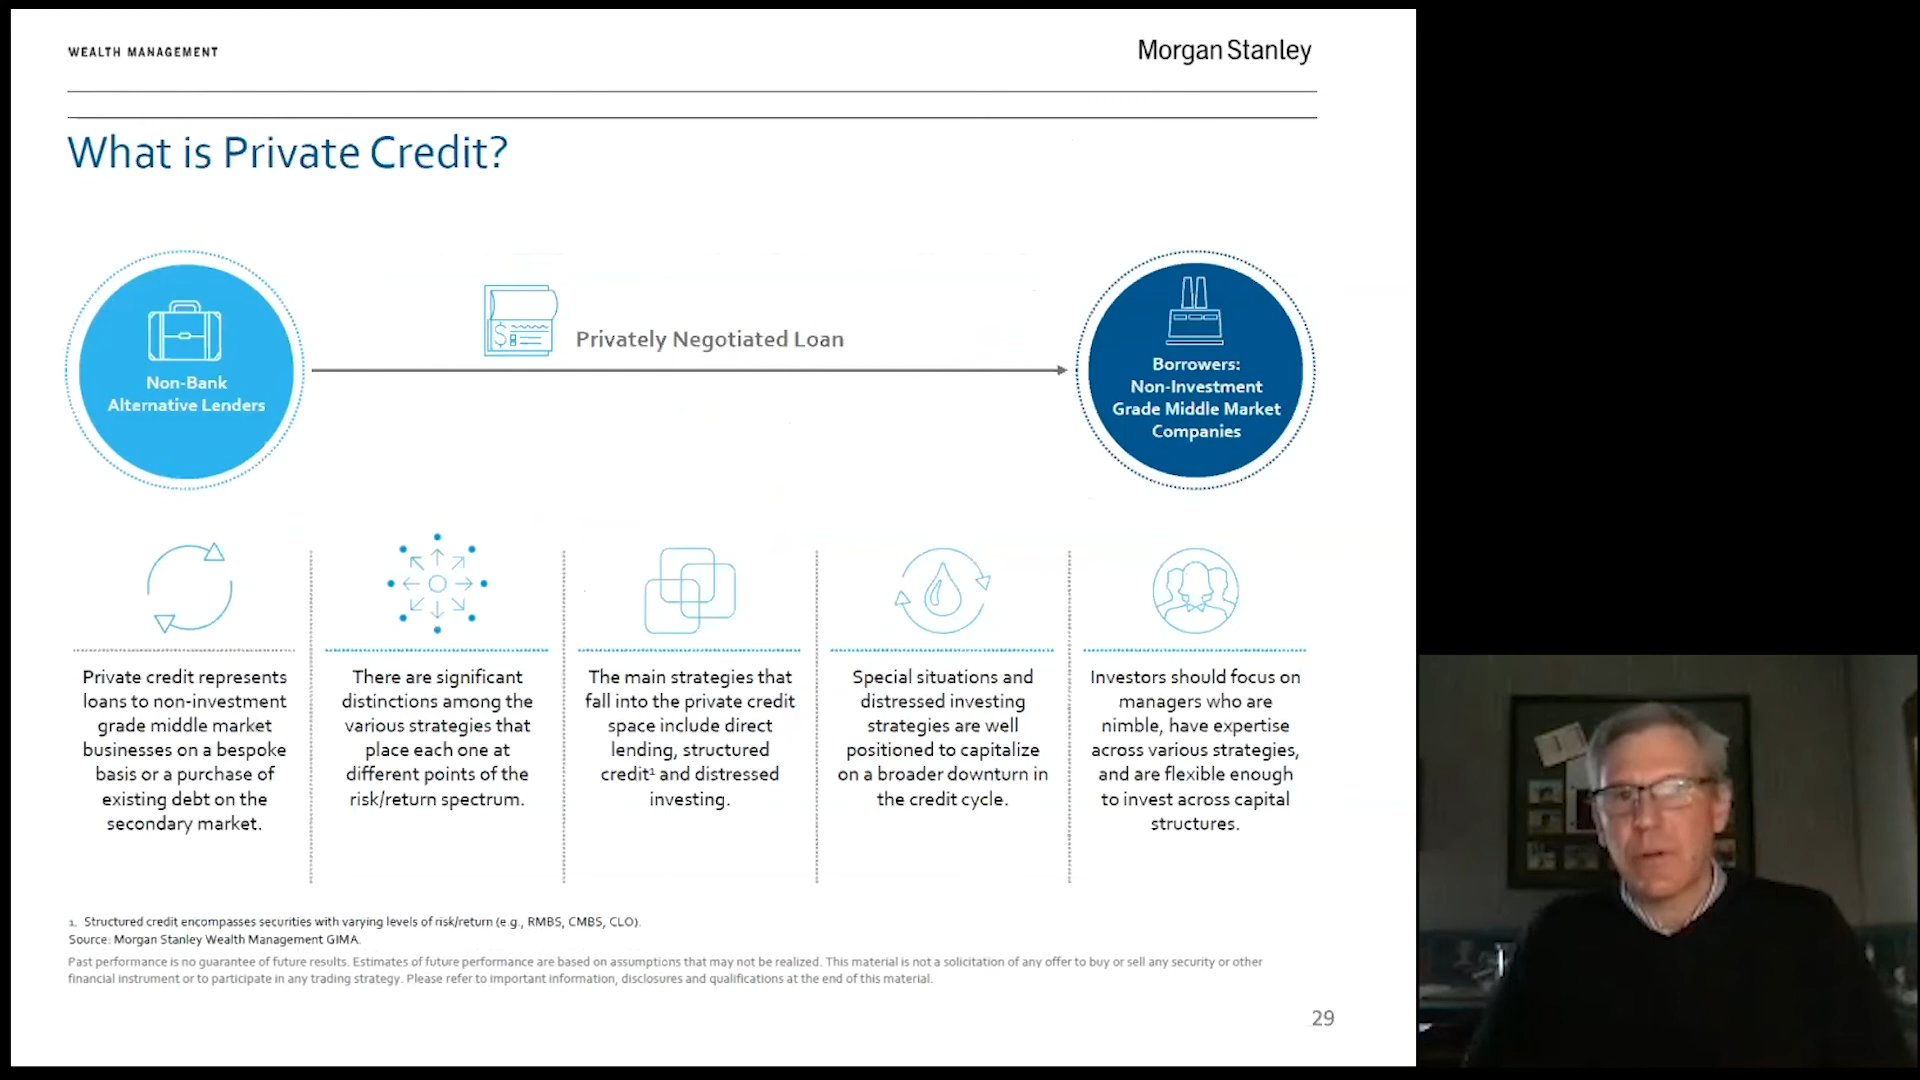 WEALTH MANAGEMENT
Morgan Stanley
What is Private Credit?
Non-Bank
Alternative Lenders
$
Privately Negotiated Loan
Borrowers:
Non-Investment
Grade Middle Market
Companies
Private credit represents
loans to non-investment
grade middle market
businesses on a bespoke
basis or a purchase of
existing debt on the
secondary market.
There are significant
distinctions among the
various strategies that
place each one at
different points of the
risk/return spectrum.
The main strategies that
fall into the private credit
space include direct
lending, structured
credit¹ and distressed
investing.
Special situations and
distressed investing
strategies are well
positioned to capitalize
on a broader downturn in
the credit cycle.
Investors should focus on
managers who are
nimble, have expertise
across various strategies,
and are flexible enough
to invest across capital
structures.
1. Structured credit encompasses securities with varying levels of risk/return (e.g., RMBS, CMBS, CLO).
Source: Morgan Stanley Wealth Management GIMA.
Past performance is no guarantee of future results. Estimates of future performance are based on assumptions that may not be realized. This material is not a solicitation of any offer to buy or sell any security or other
financial instrument or to participate in any trading strategy. Please refer to important information, disclosures and qualifications at the end of this material.
29